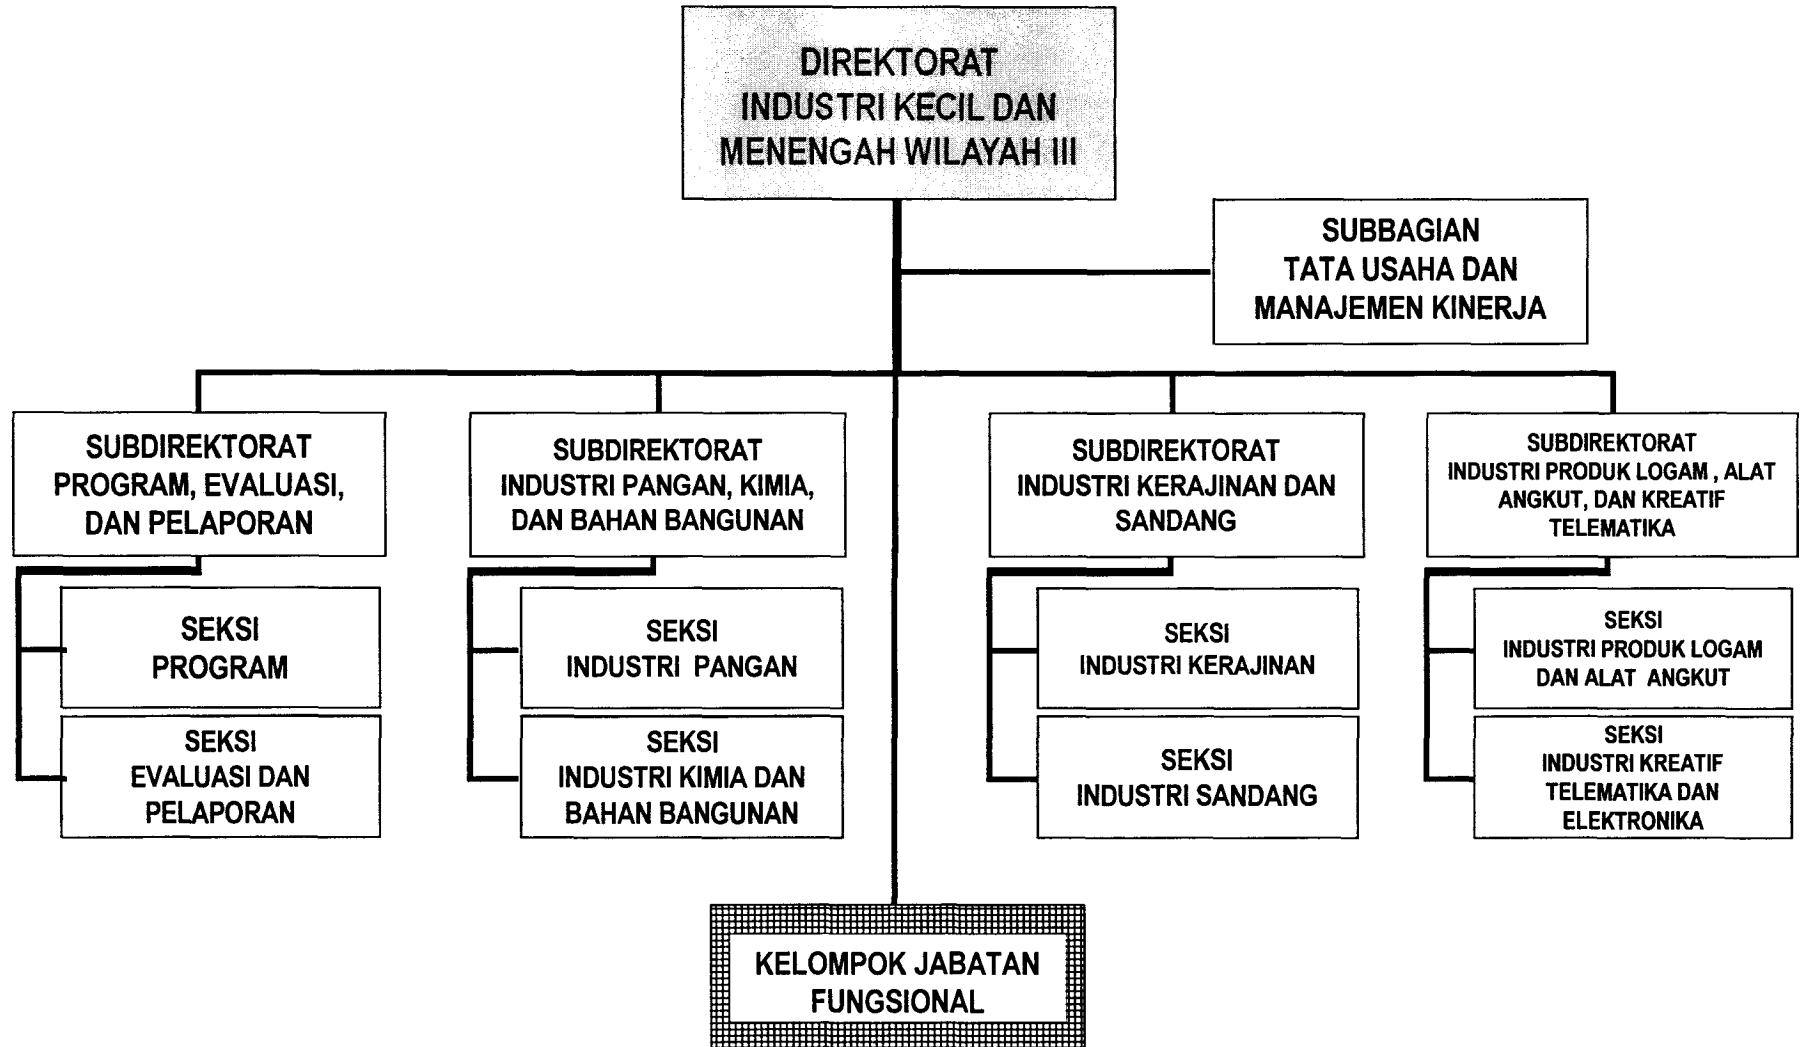 DIREKTORAT
INDUSTRI KECIL DAN
MENENGAH WILAYAH III
SUBBAGIAN
TATA USAHA DAN
MANAJEMEN KINERJA
SUBDIREKTORAT
PROGRAM, EVALUASI,
DAN PELAPORAN
SUBDIREKTORAT
INDUSTRI PANGAN, KIMIA,
DAN BAHAN BANGUNAN
SUBDIREKTORAT
INDUSTRI KERAJINAN DAN
SANDANG
SUBDIREKTORAT
INDUSTRI PRODUK LOGAM , ALAT
ANGKUT, DAN KREATIF
TELEMATIKA
SEKSI
PROGRAM
SEKSI
INDUSTRI PANGAN
SEKSI
INDUSTRI KERAJINAN
SEKSI
INDUSTRI PRODUK LOGAM
DAN ALAT ANGKUT
SEKSI
EVALUASI DAN
PELAPORAN
SEKSI
INDUSTRI KIMIA DAN
BAHAN BANGUNAN
SEKSI
INDUSTRI SANDANG
SEKSI
INDUSTRI KREATIF
TELEMATIKA DAN
ELEKTRONIKA
KELOMPOK JABATAN
FUNGSIONAL